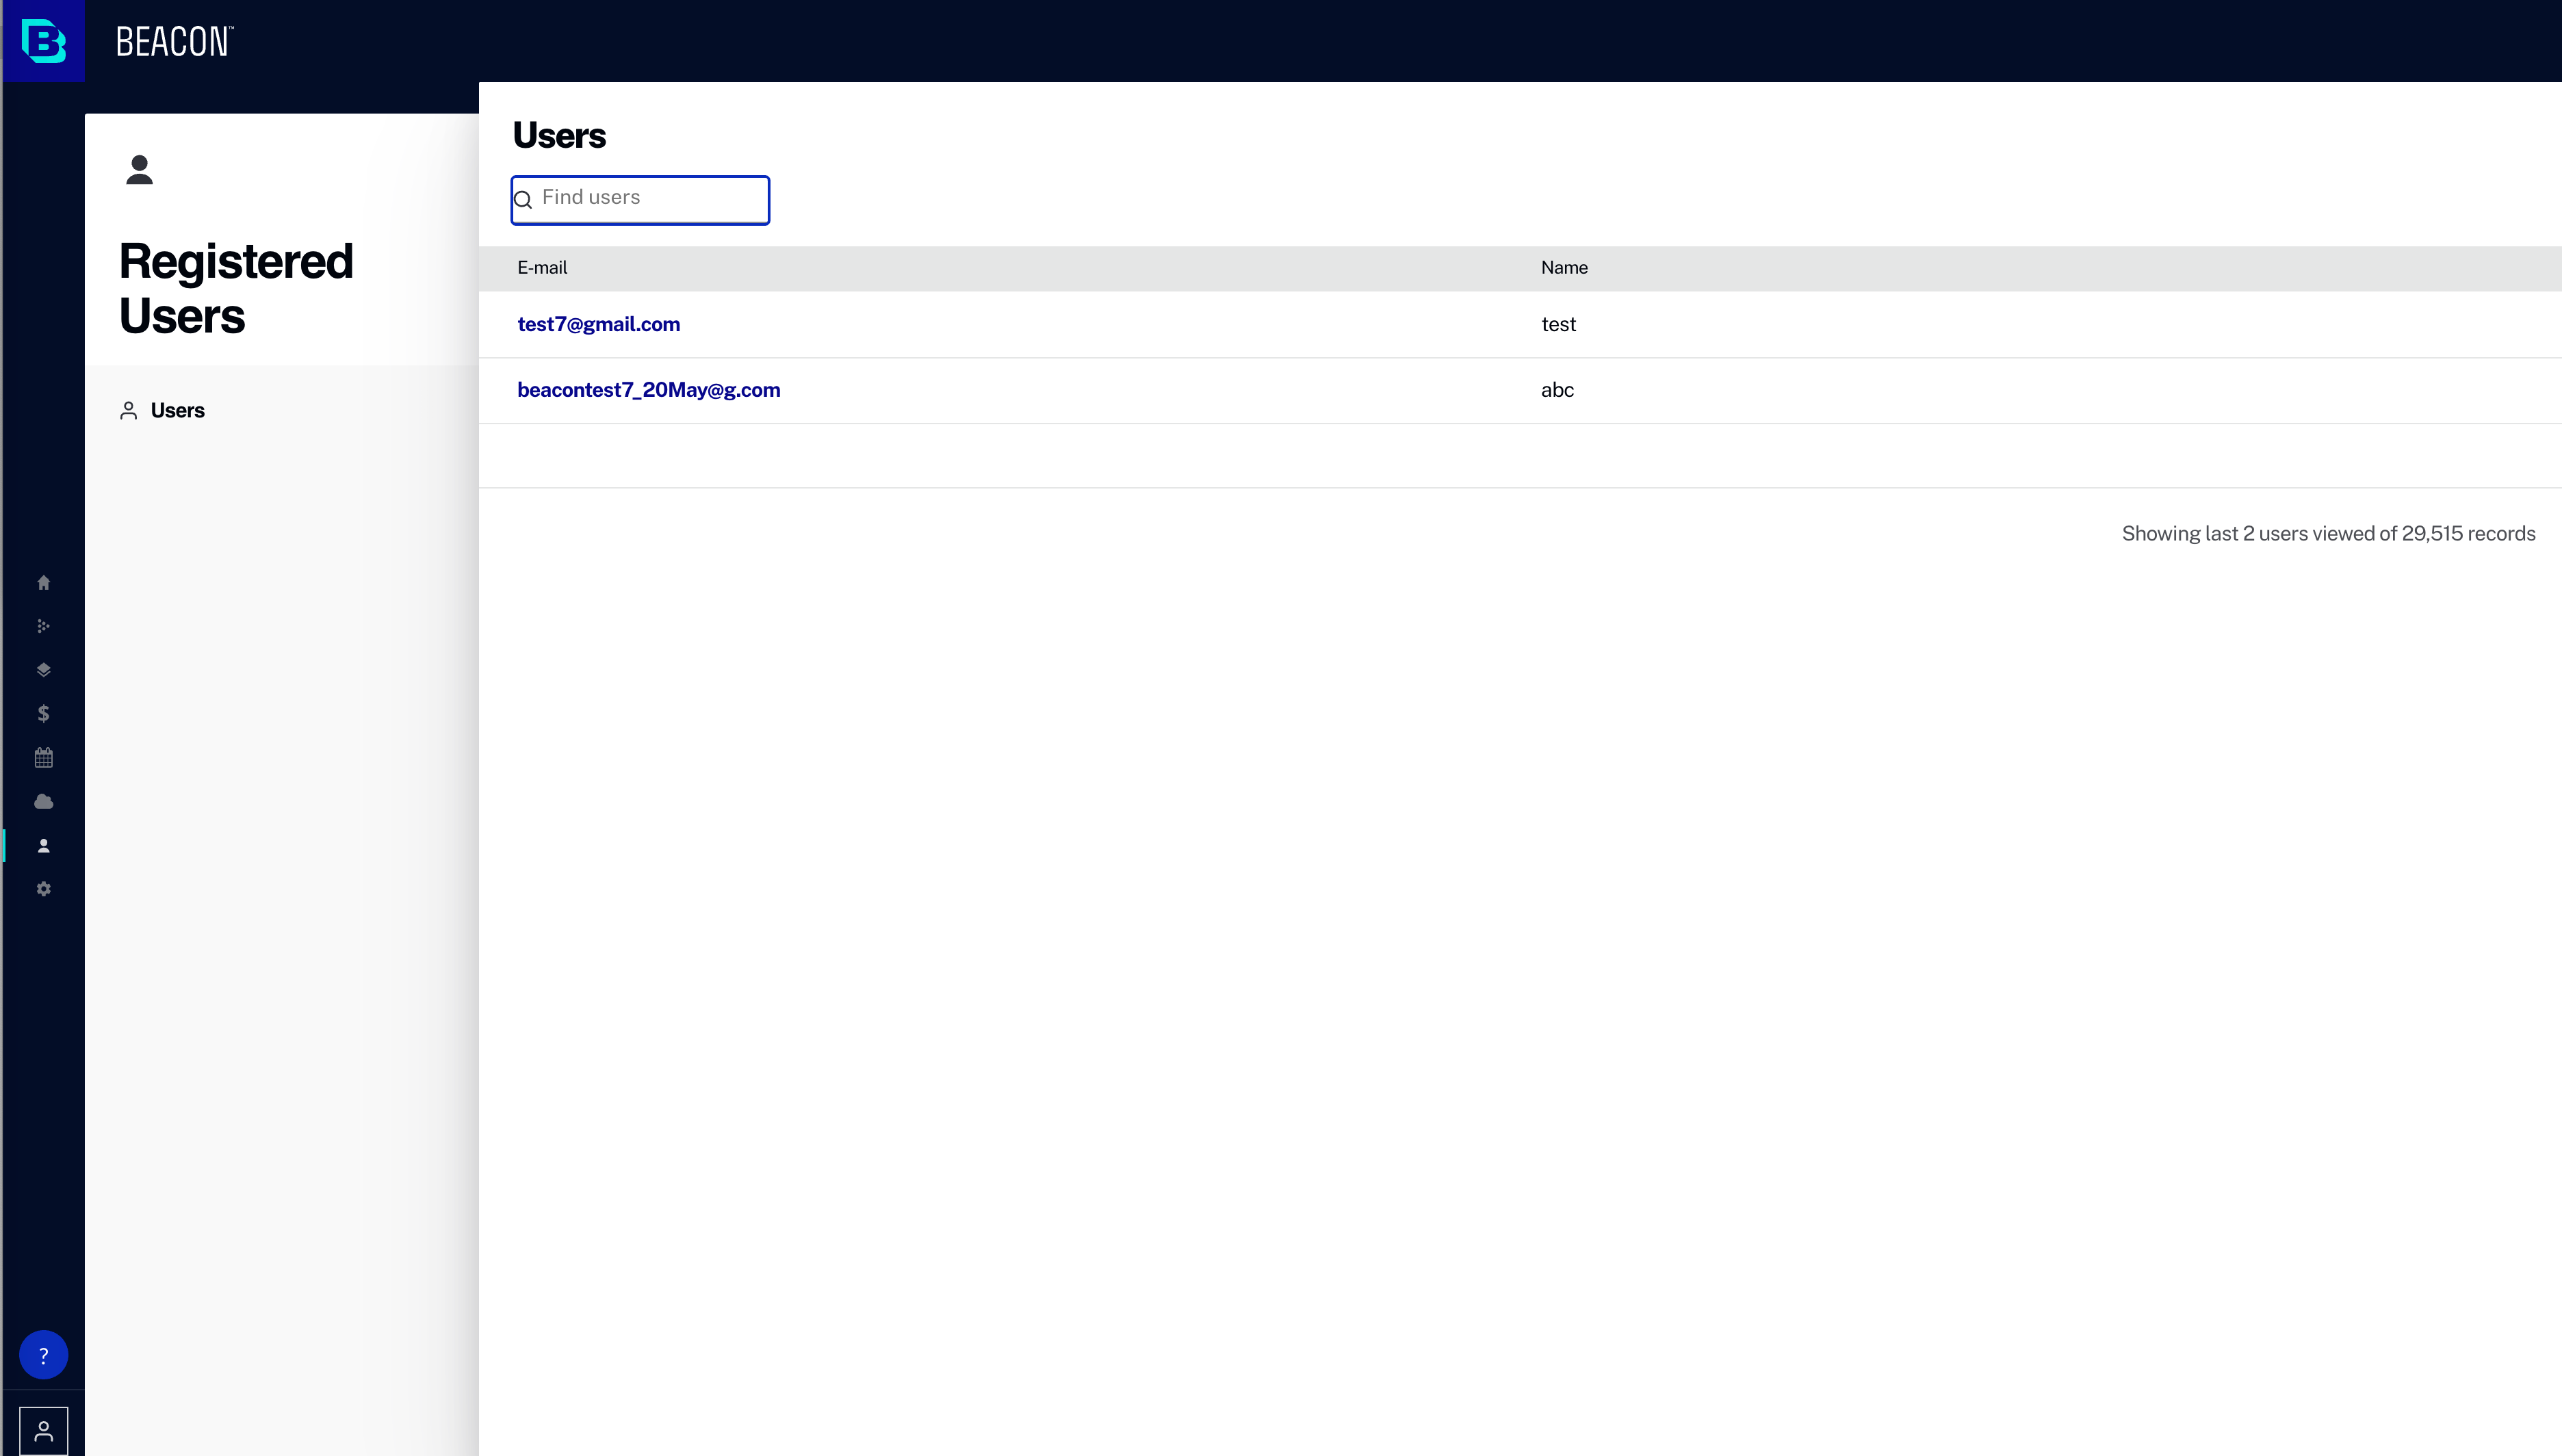 B
BEACON™
Registered
Users
Users
Users
Find users
E-mail Name
test7@gmail.com test
beacontest7_20May@g.com abc
Showing last 2 users viewed of 29,515 records
$
?